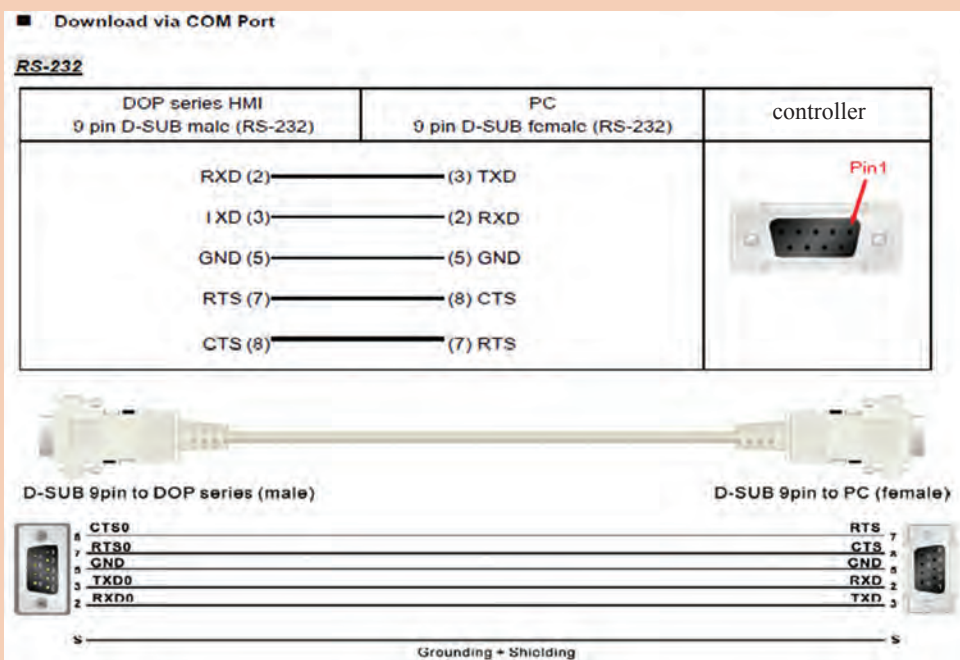 ■ Download via COM Port
RS-232
DOP series HMI
9 pin D-SUB male (RS-232)
PC
9 pin D-SUB female (RS-232)
controller
RXD (2) (3) TXD
TXD (3) (2) RXD
GND (5) (5) GND
RTS (7) (8) CTS
CTS (8) (7) RTS
Pin1
D-SUB 9pin to DOP series (male)
D-SUB 9pin to PC (female)
8 CTS0 RTS 7
7 RTS0 CTS 8
5 GND GND 5
3 TXD0 RXD 2
2 RXD0 TXD 3
S S
Grounding + Shielding